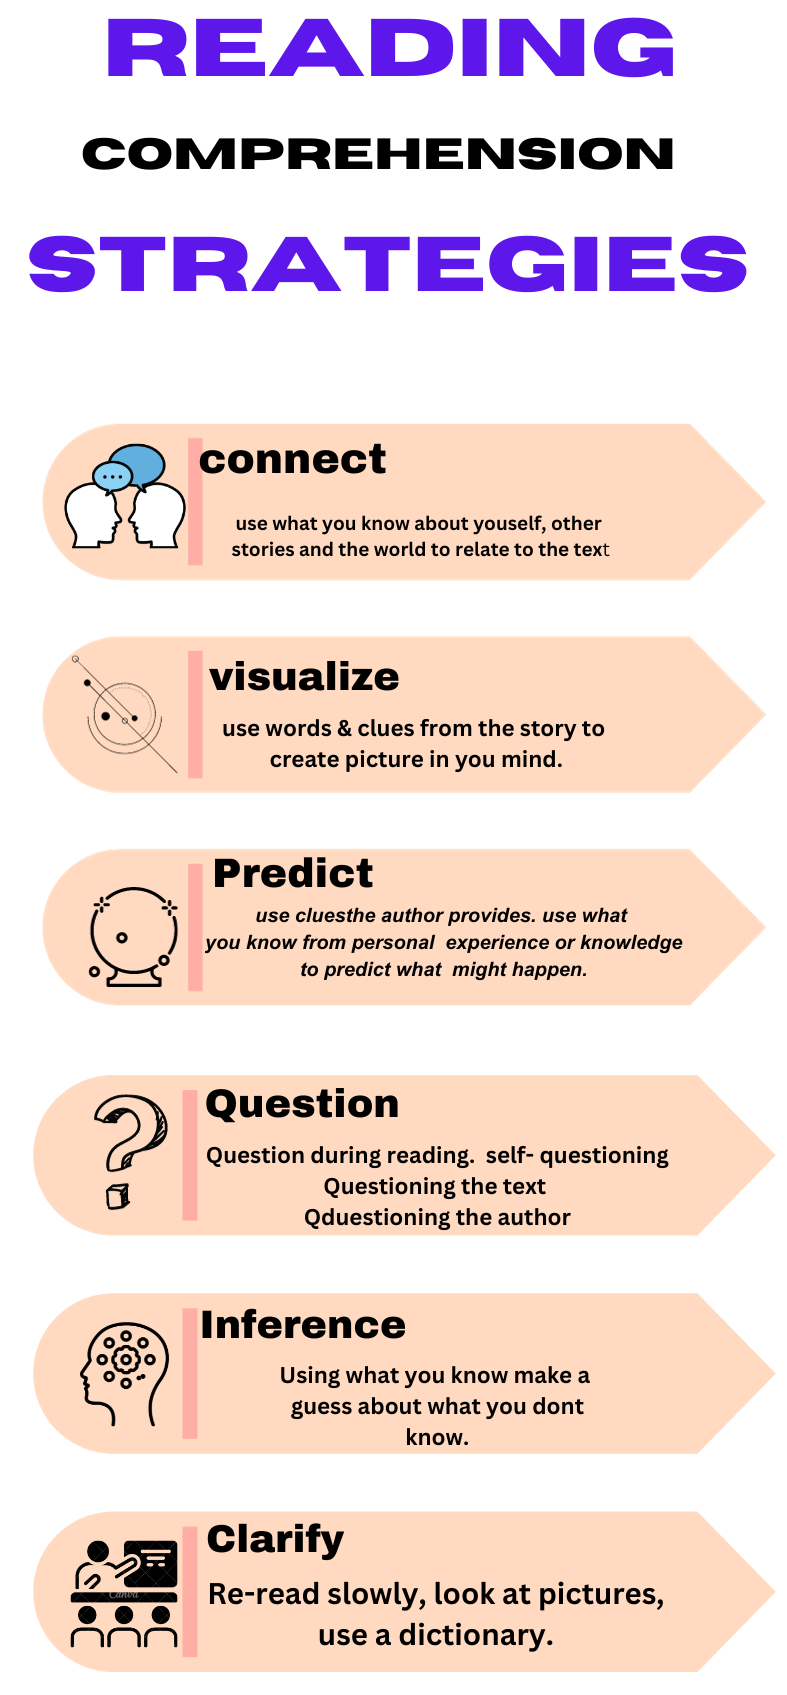 READING
COMPREHENSION
STRATEGIES
connect
use what you know about youself, other
stories and the world to relate to the text
visualize
use words & clues from the story to
create picture in you mind.
Predict
use cluesthe author provides. use what
you know from personal experience or knowledge
to predict what might happen.
Question
Question during reading. self- questioning
Questioning the text
Qduestioning the author
Inference
Using what you know make a
guess about what you dont
know.
Clarify
Canva
Re-read slowly, look at pictures,
use a dictionary.